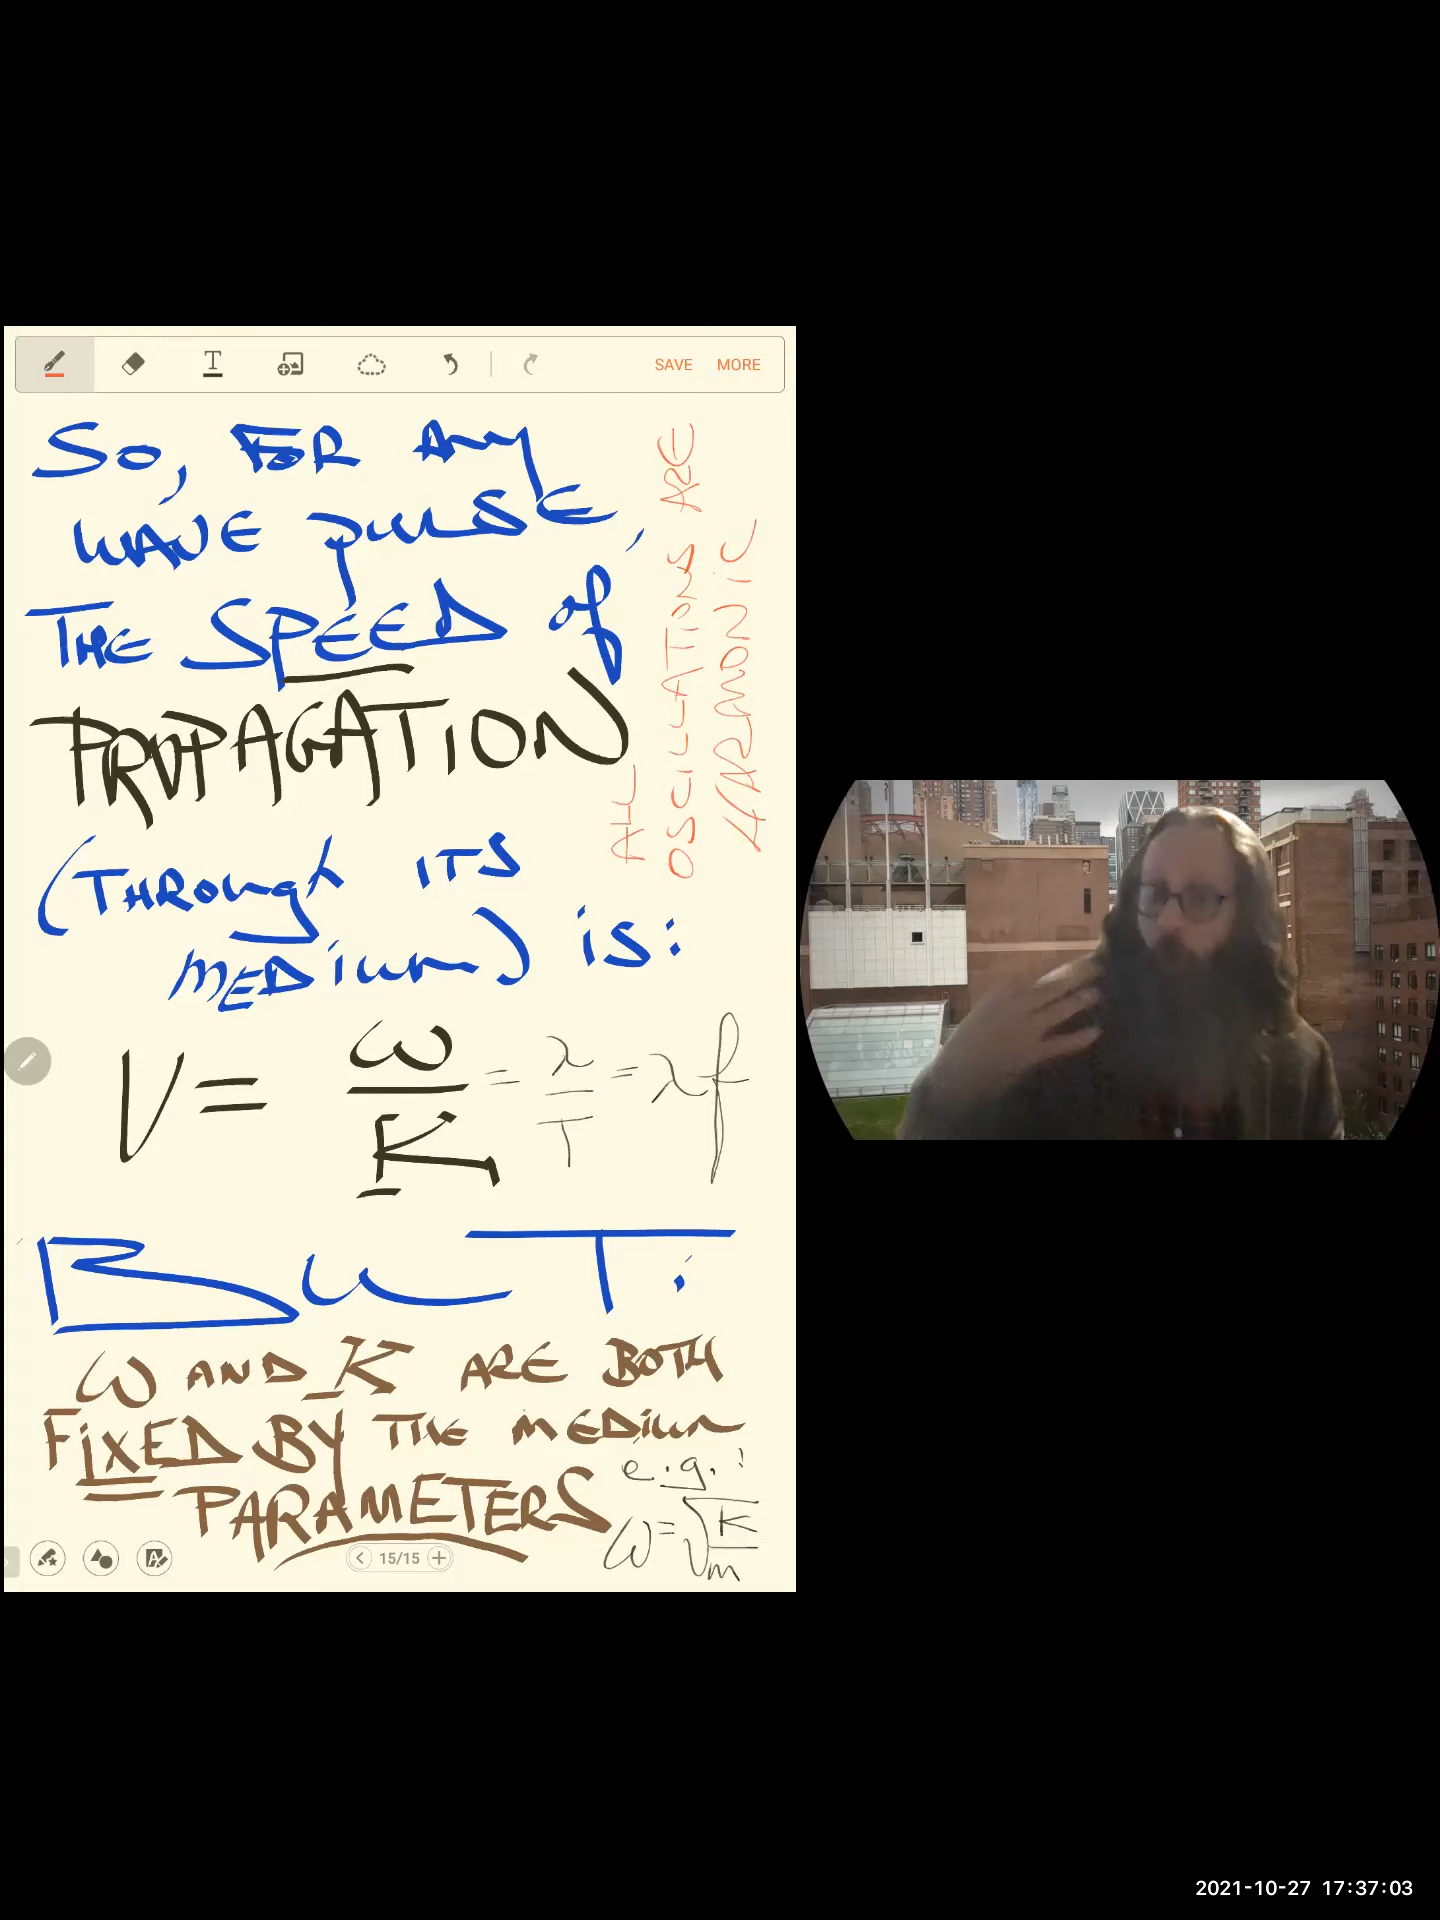 SAVE MORE
So, FOR Any
WAVE pulSE,
THE SPEED of
PROPAGATION
(THROugh ITS
MEDium) is:
ALL
OSCILLATIONS ARE
HARMONIC
V = ω/K = λ/T = λf
BuT:
ω AND K ARE BOTH
FiXED BY THE MEDium
PARAMETERS
e.g.:
ω=√K/m
15/15
2021-10-27 17:37:03